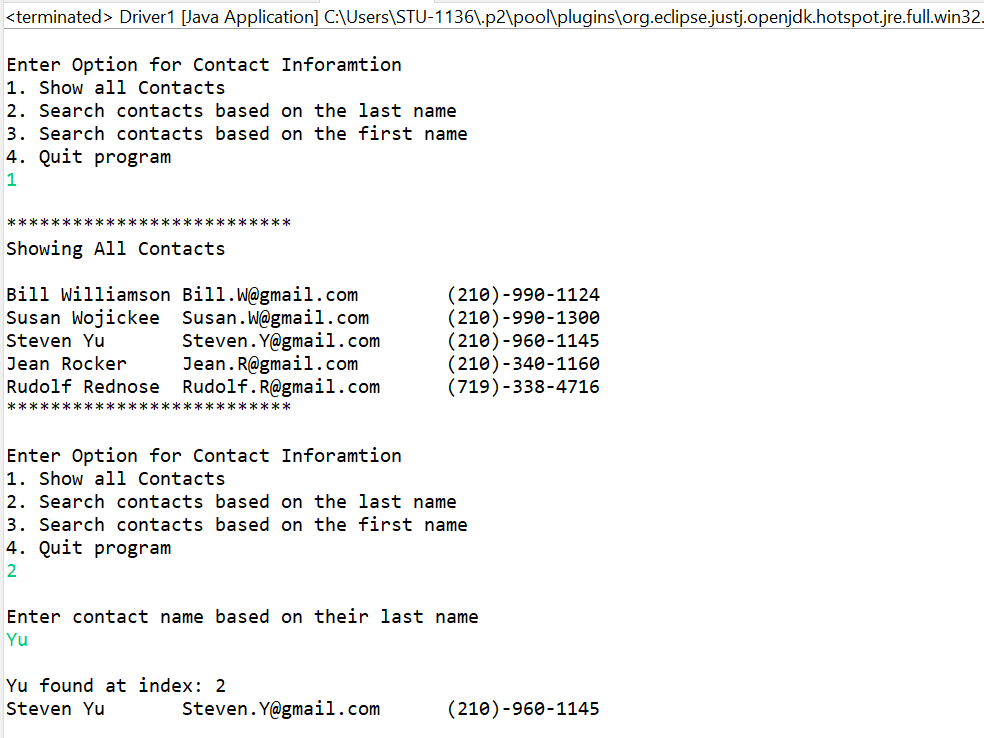 <terminated> Driver1 [Java Application] C:\Users\STU-1136\.p2\pool\plugins\org.eclipse.justj.openjdk.hotspot.jre.full.win32.
Enter Option for Contact Inforamtion
1. Show all Contacts
2. Search contacts based on the last name
3. Search contacts based on the first name
4. Quit program
1
**************************
Showing All Contacts
Bill Williamson Bill.W@gmail.com (210)-990-1124
Susan Wojickee Susan.W@gmail.com (210)-990-1300
Steven Yu Steven.Y@gmail.com (210)-960-1145
Jean Rocker Jean.R@gmail.com (210)-340-1160
Rudolf Rednose Rudolf.R@gmail.com (719)-338-4716
**************************
Enter Option for Contact Inforamtion
1. Show all Contacts
2. Search contacts based on the last name
3. Search contacts based on the first name
4. Quit program
2
Enter contact name based on their last name
Yu
Yu found at index: 2
Steven Yu Steven.Y@gmail.com (210)-960-1145